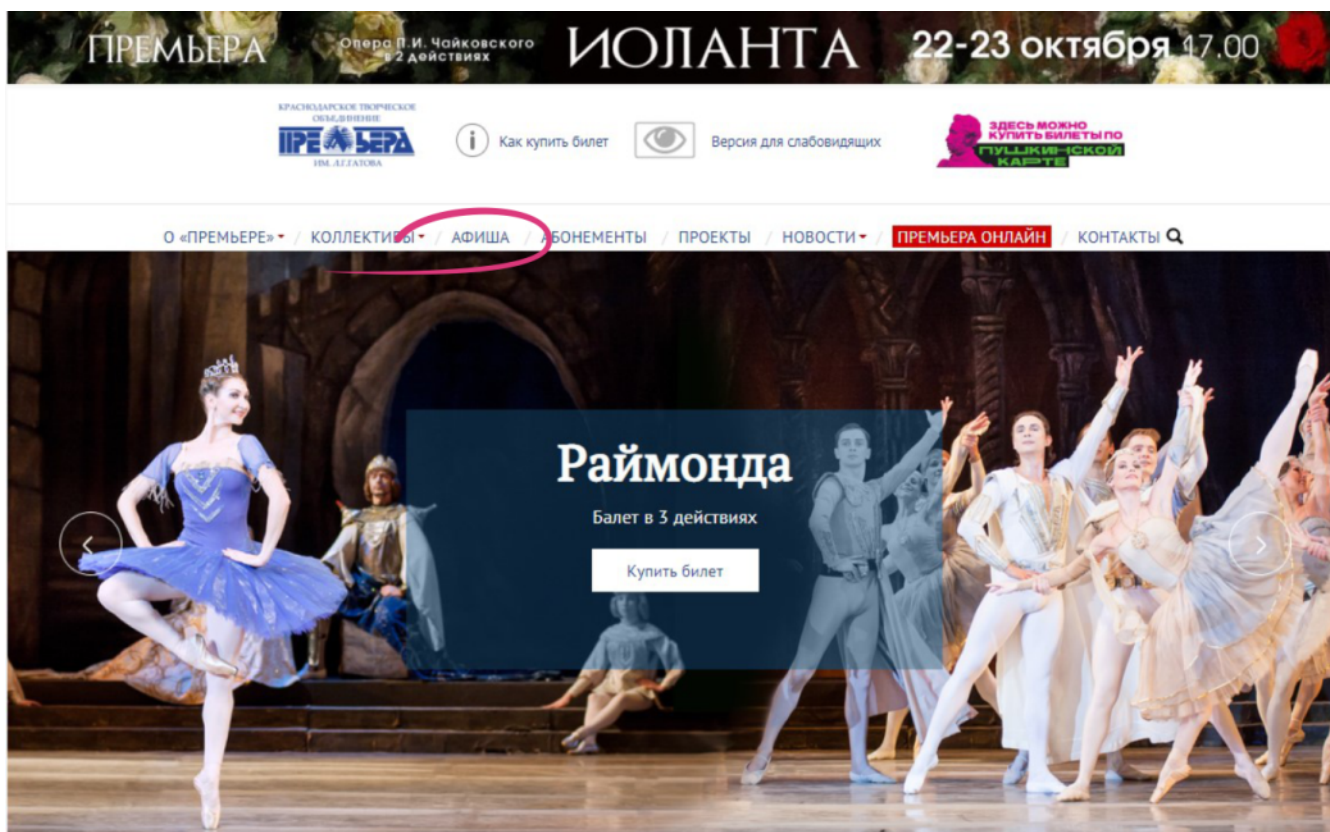 ПРЕМЬЕРА
Опера П.И. Чайковского
в 2 действиях
ИОЛАНТА
22-23 октября 17.00
КРАСНОДАРСКОЕ ТВОРЧЕСКОЕ
ОБЪЕДИНЕНИЕ
ПРЕМЬЕРА
ИМ. Л.Г.ГАТОВА
i
Как купить билет
Версия для слабовидящих
ЗДЕСЬ МОЖНО
КУПИТЬ БИЛЕТЫ ПО
ПУШКИНСКОЙ
КАРТЕ
О «ПРЕМЬЕРЕ» / КОЛЛЕКТИВЫ / АФИША / АБОНЕМЕНТЫ / ПРОЕКТЫ / НОВОСТИ / ПРЕМЬЕРА ОНЛАЙН / КОНТАКТЫ
Раймонда
Балет в 3 действиях
Купить билет